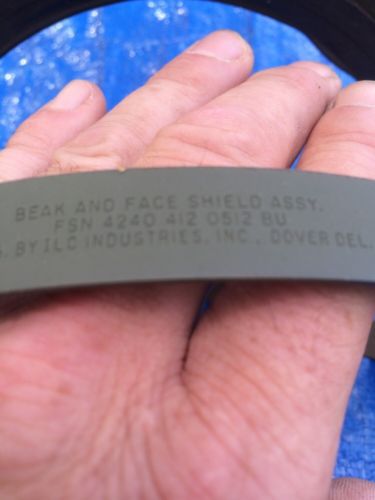 BEAK AND FACE SHIELD ASSY.
FSN 4240 412 0512 BU
. BY ILC INDUSTRIES, INC., DOVER DEL.